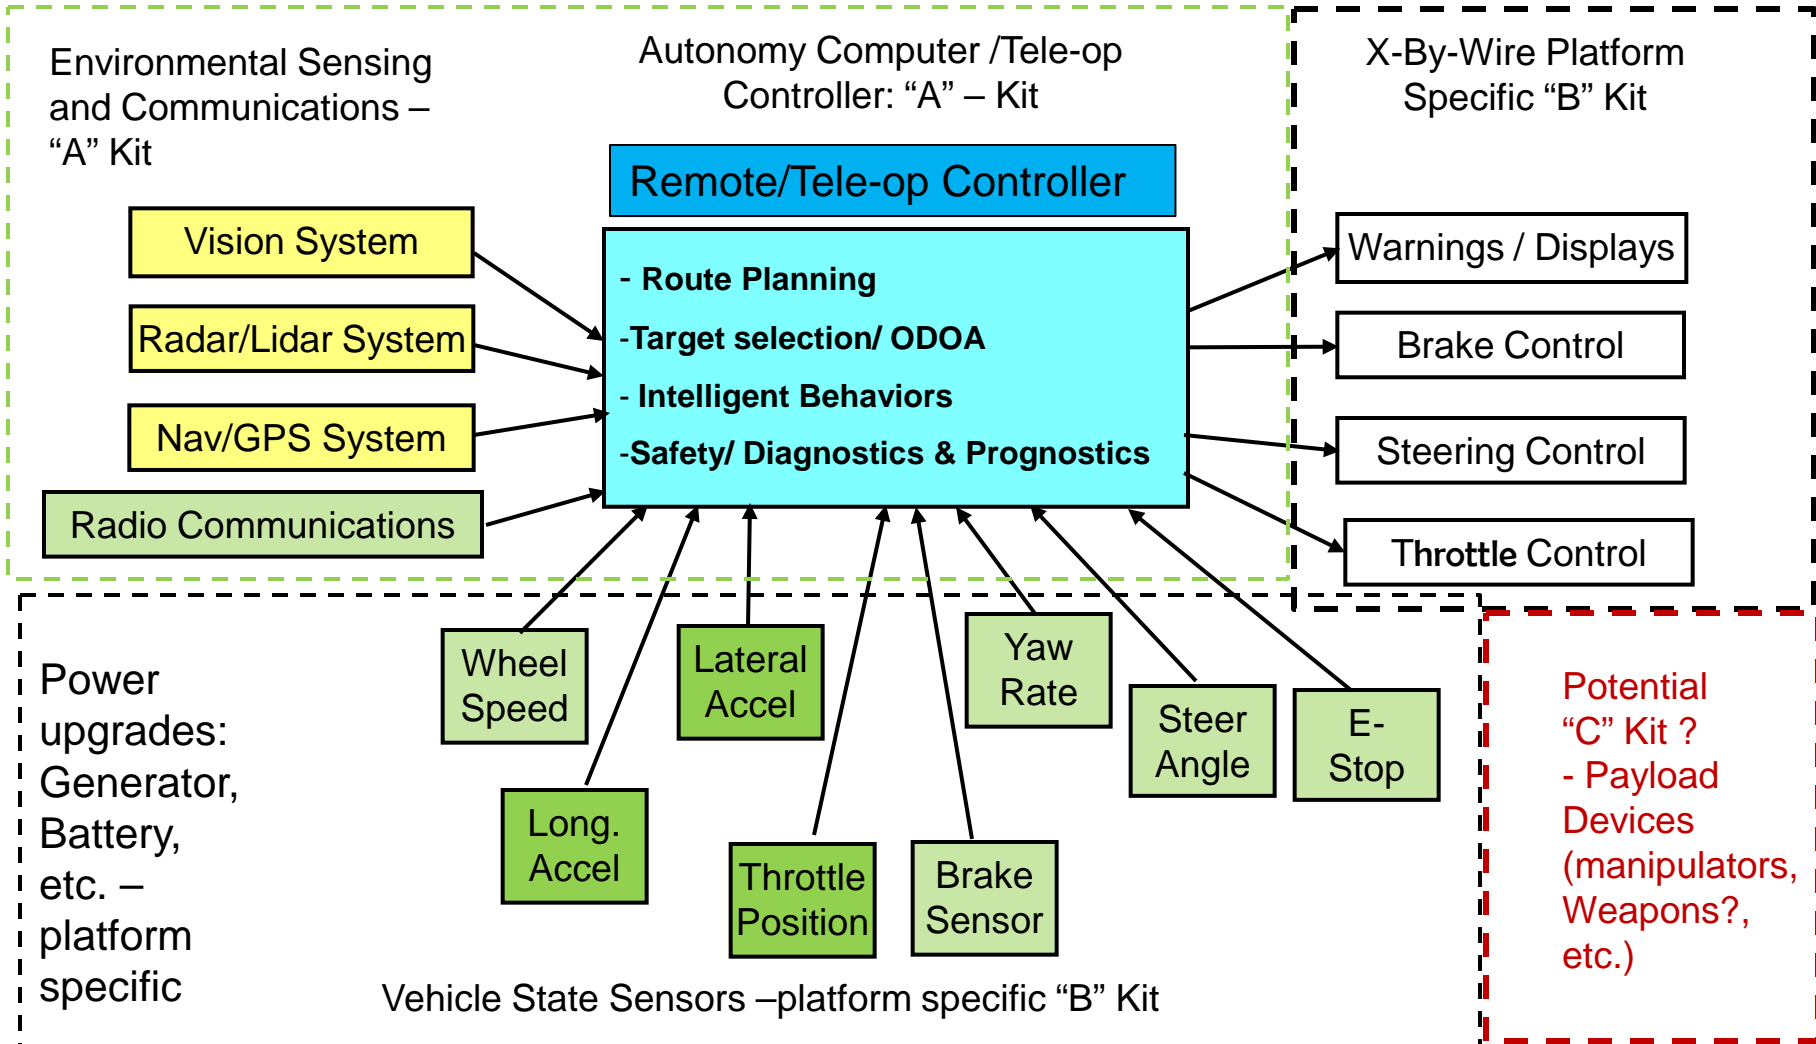 Environmental Sensing
and Communications –
“A” Kit
Autonomy Computer /Tele-op
Controller: “A” – Kit
X-By-Wire Platform
Specific “B” Kit
Remote/Tele-op Controller
Vision System
Radar/Lidar System
Nav/GPS System
Radio Communications
- Route Planning
-Target selection/ ODOA
- Intelligent Behaviors
-Safety/ Diagnostics & Prognostics
Warnings / Displays
Brake Control
Steering Control
Throttle Control
Power
upgrades:
Generator,
Battery,
etc. –
platform
specific
Wheel
Speed
Long.
Accel
Lateral
Accel
Throttle
Position
Brake
Sensor
Yaw
Rate
Steer
Angle
E-
Stop
Vehicle State Sensors –platform specific “B” Kit
Potential
“C” Kit ?
- Payload
Devices
(manipulators,
Weapons?,
etc.)